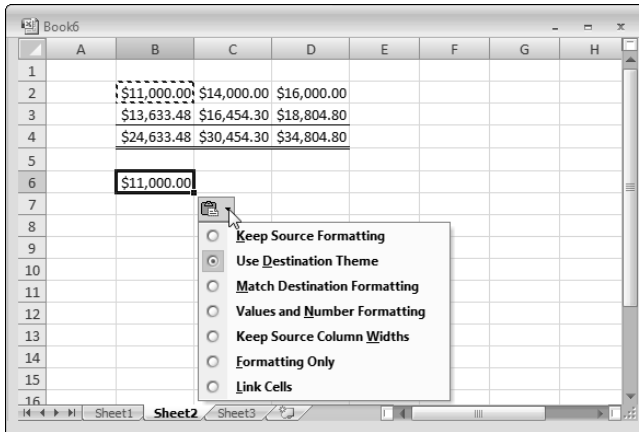 Book6
A B C D E F G H
1
2 $11,000.00 $14,000.00 $16,000.00
3 $13,633.48 $16,454.30 $18,804.80
4 $24,633.48 $30,454.30 $34,804.80
5
6 $11,000.00
7
8
9
10
11
12
13
14
15
16
Keep Source Formatting
Use Destination Theme
Match Destination Formatting
Values and Number Formatting
Keep Source Column Widths
Formatting Only
Link Cells
Sheet1 Sheet2 Sheet3